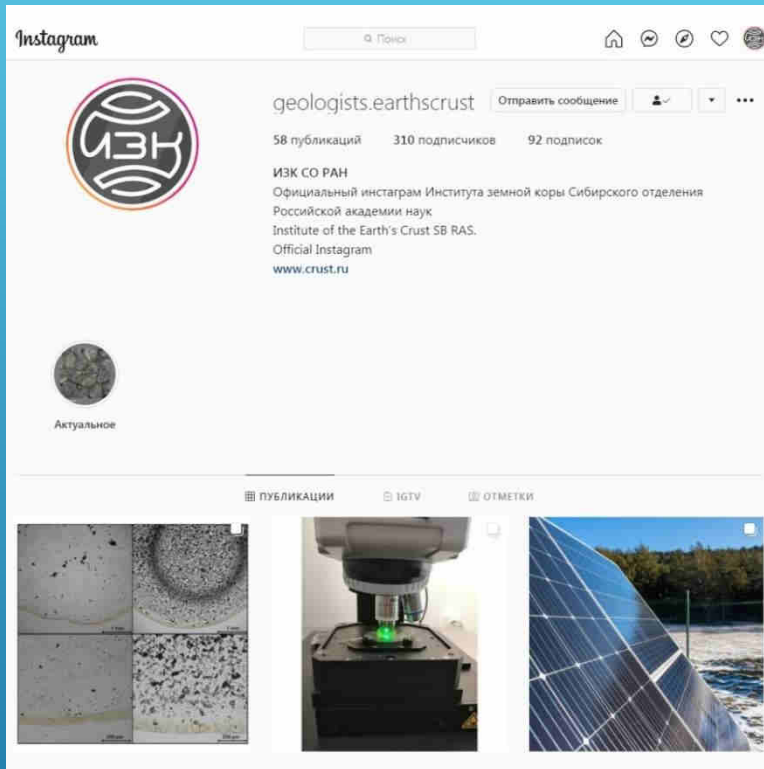 Instagram
Поиск
geologists.earthscrust
Отправить сообщение
58 публикаций 310 подписчиков 92 подписок
ИЗК СО РАН
Официальный инстаграм Института земной коры Сибирского отделения
Российской академии наук
Institute of the Earth's Crust SB RAS.
Official Instagram
www.crust.ru
ИЗК
Актуальное
ПУБЛИКАЦИИ
IGTV
ОТМЕТКИ